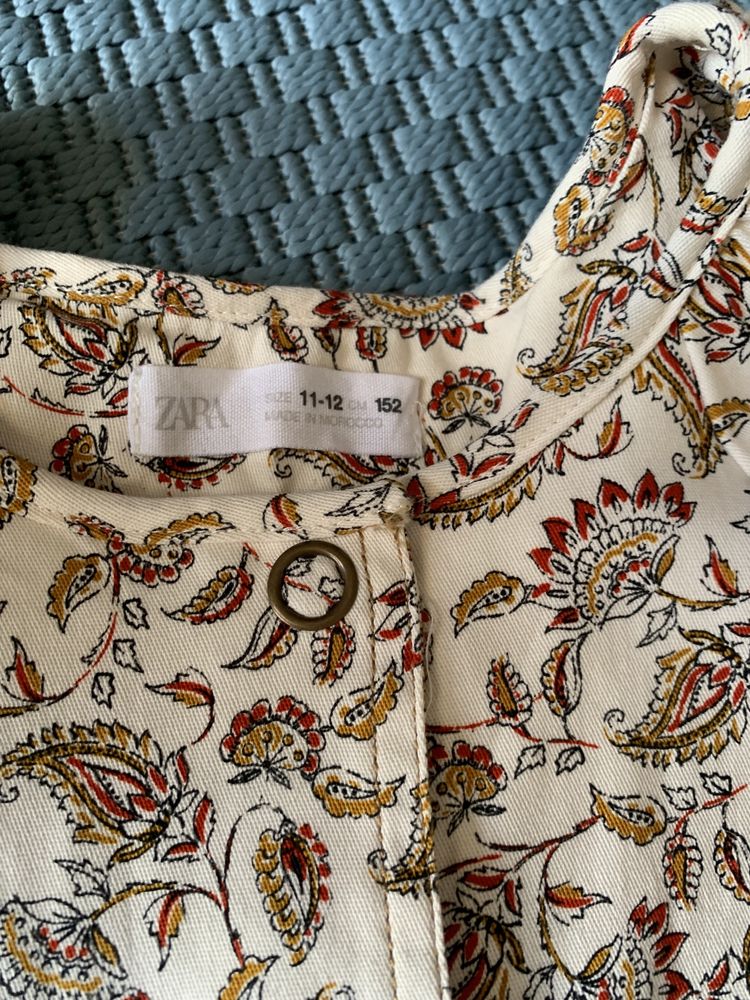 ZARA
SIZE 11-12 CM 152
MADE IN MOROCCO